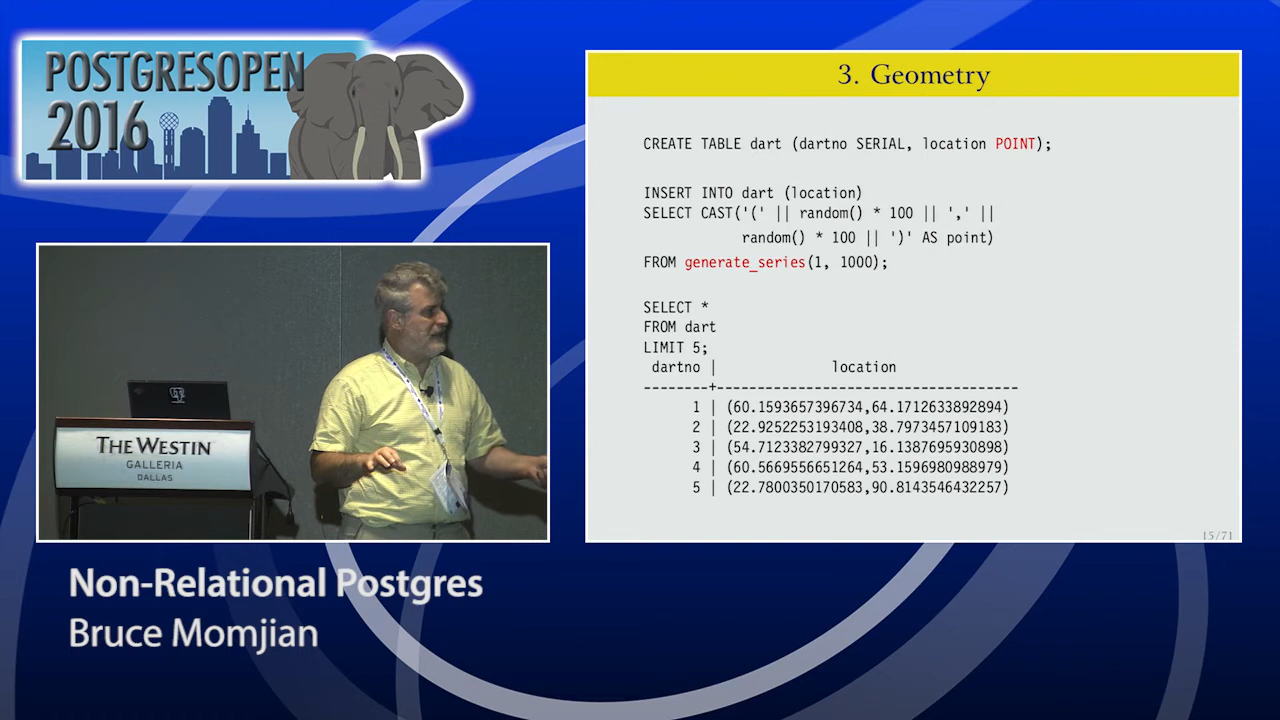 POSTGRESOPEN
2016
THE WESTIN
GALLERIA
DALLAS
Non-Relational Postgres
Bruce Momjian
3. Geometry
CREATE TABLE dart (dartno SERIAL, location POINT);
INSERT INTO dart (location)
SELECT CAST('(' || random() * 100 || ',' ||
random() * 100 || ')' AS point)
FROM generate_series(1, 1000);
SELECT *
FROM dart
LIMIT 5;
dartno | location
--------+-------------------------------------
1 | (60.1593657396734,64.1712633892894)
2 | (22.9252253193408,38.7973457109183)
3 | (54.7123382799327,16.1387695930898)
4 | (60.5669556651264,53.1596980988979)
5 | (22.7800350170583,90.8143546432257)
15/71